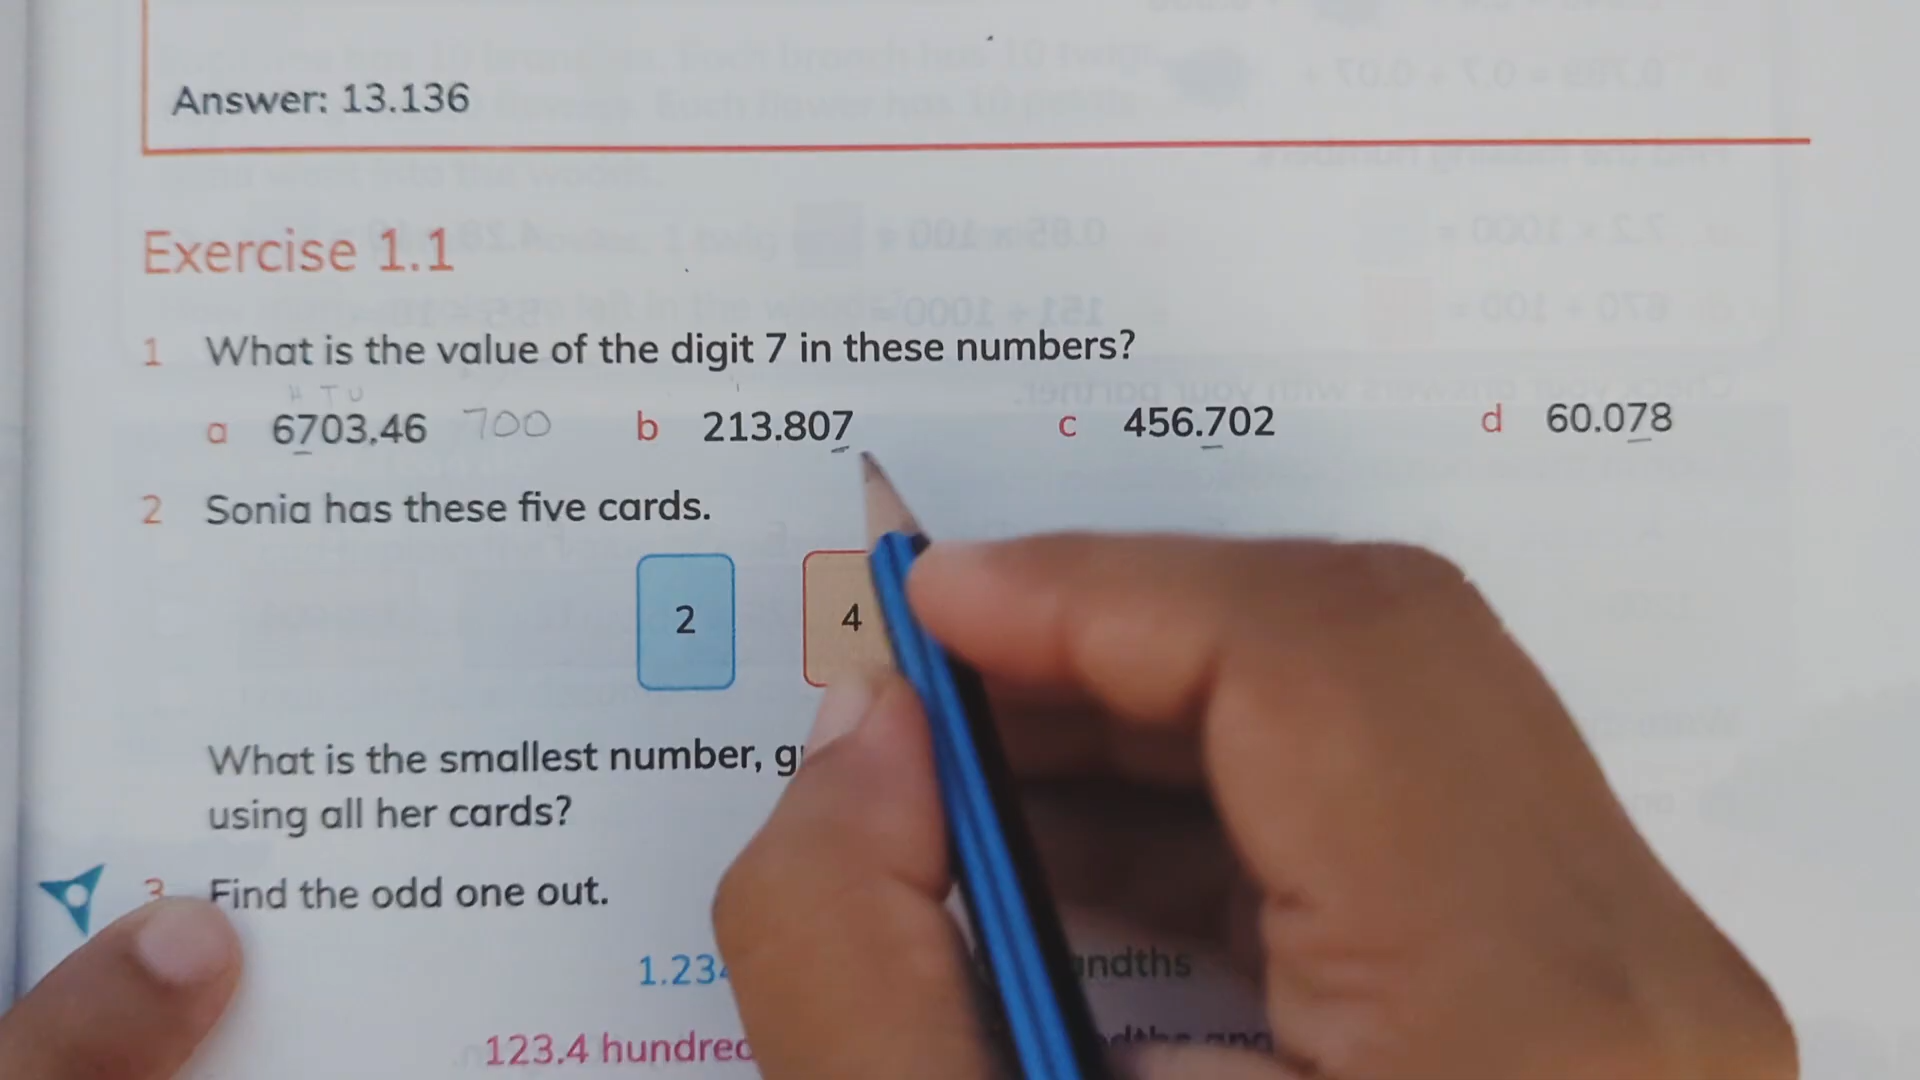 Answer: 13.136
Exercise 1.1
1 What is the value of the digit 7 in these numbers?
H T U
a 6703.46 700 b 213.807 c 456.702 d 60.078
2 Sonia has these five cards.
2 4
What is the smallest number, g
using all her cards?
3 Find the odd one out.
1.234 ndths
123.4 hundred